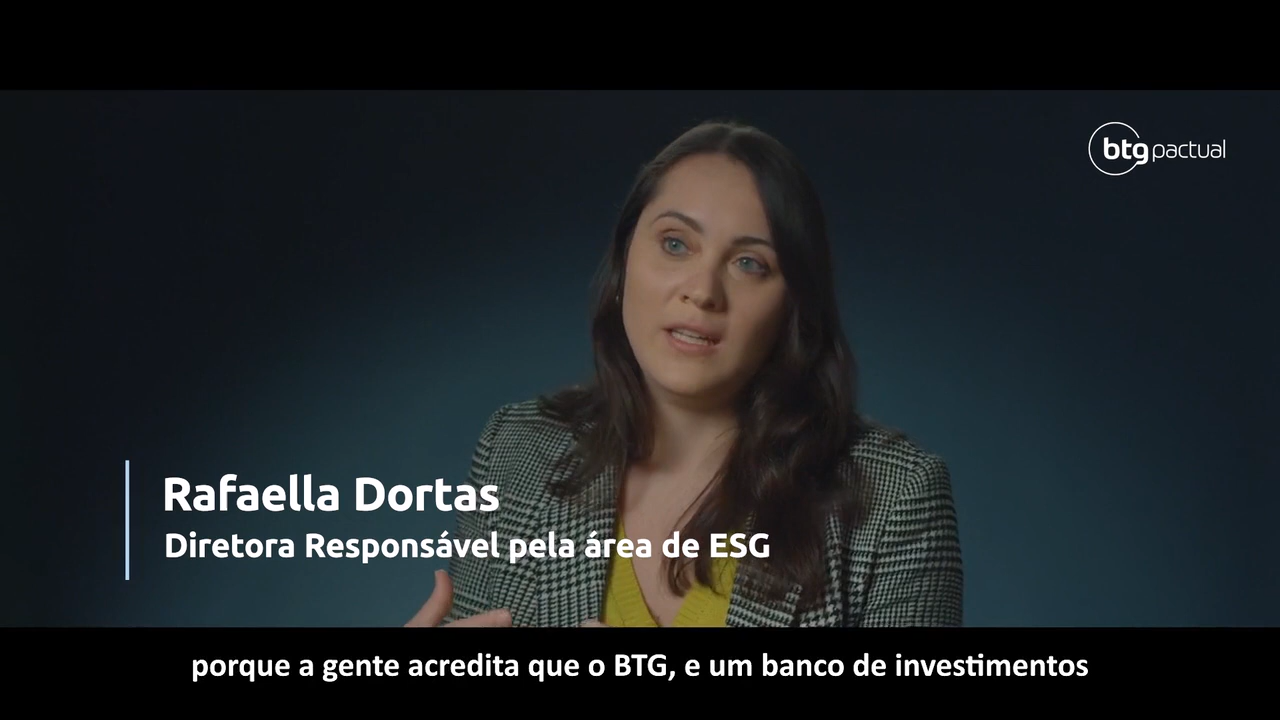 btg pactual
Rafaella Dortas
Diretora Responsável pela área de ESG
porque a gente acredita que o BTG, e um banco de investimentos